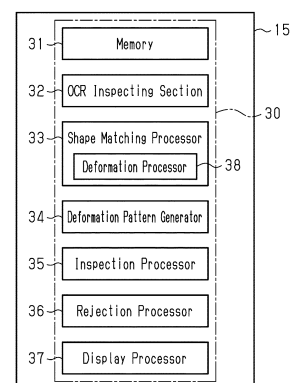 15
31 Memory
32 OCR Inspecting Section
30
33 Shape Matching Processor
Deformation Processor 38
34 Deformation Pattern Generator
35 Inspection Processor
36 Rejection Processor
37 Display Processor